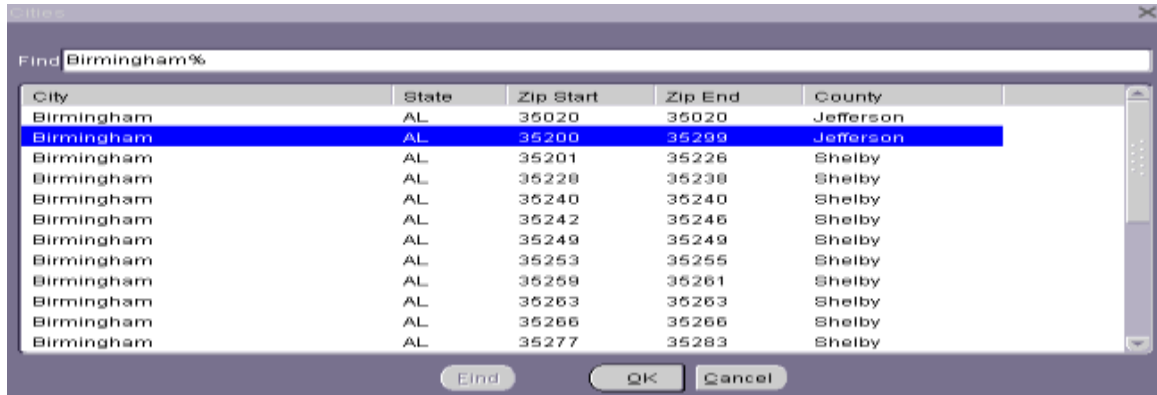 Cities
Find Birmingham%
City State Zip Start Zip End County
Birmingham AL 35020 35020 Jefferson
Birmingham AL 35200 35299 Jefferson
Birmingham AL 35201 35226 Shelby
Birmingham AL 35228 35238 Shelby
Birmingham AL 35240 35240 Shelby
Birmingham AL 35242 35246 Shelby
Birmingham AL 35249 35249 Shelby
Birmingham AL 35253 35255 Shelby
Birmingham AL 35259 35261 Shelby
Birmingham AL 35263 35263 Shelby
Birmingham AL 35266 35266 Shelby
Birmingham AL 35277 35283 Shelby
Find OK Cancel